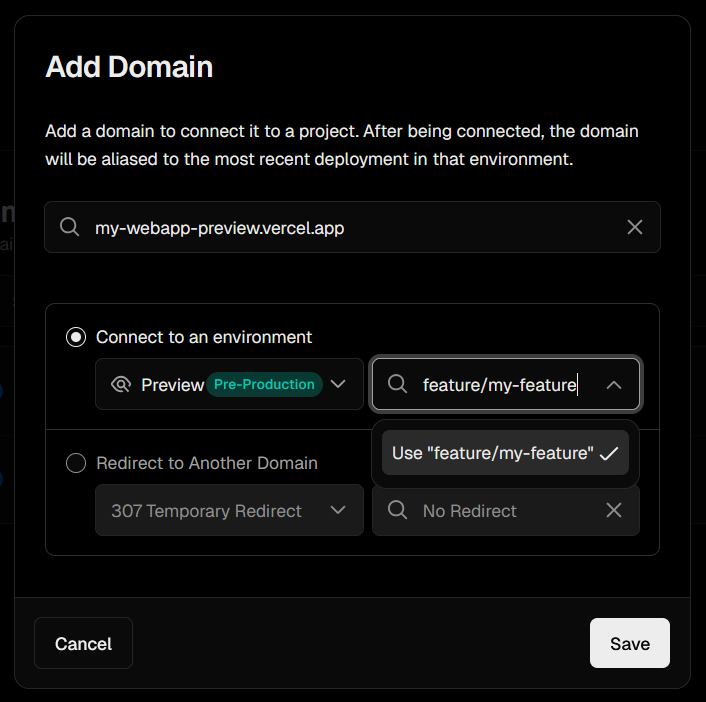 Add Domain
Add a domain to connect it to a project. After being connected, the domain
will be aliased to the most recent deployment in that environment.
my-webapp-preview.vercel.app
Connect to an environment
Preview Pre-Production feature/my-feature
Use "feature/my-feature"
Redirect to Another Domain
307 Temporary Redirect No Redirect
Cancel Save